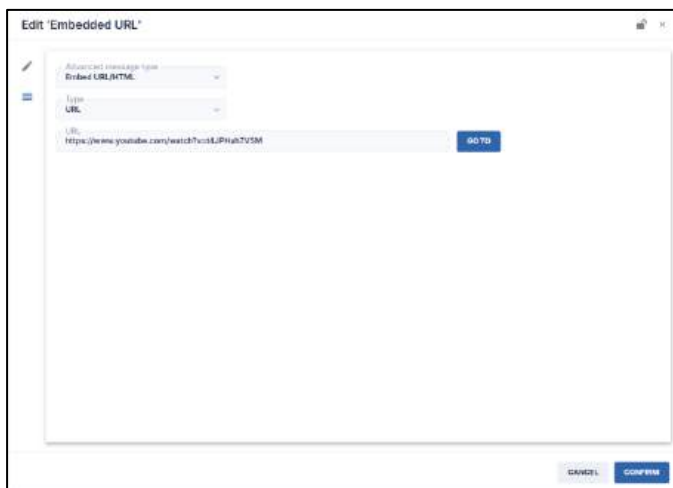 Edit 'Embedded URL'
Advanced message type
Embed URL/HTML
Type
URL
URL
GO TO
CANCEL
CONFIRM